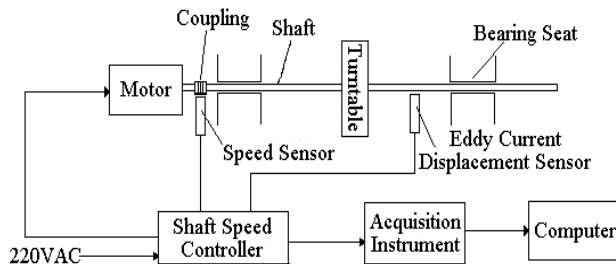 Coupling
Shaft
Turntable
Bearing Seat
Motor
Speed Sensor
Eddy Current
Displacement Sensor
Shaft Speed
Controller
Acquisition
Instrument
Computer
220VAC